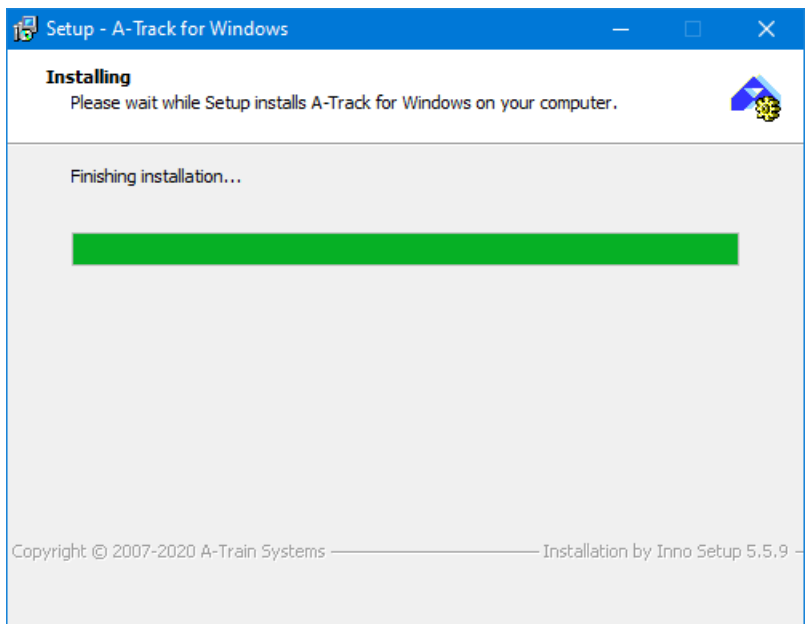 Setup - A-Track for Windows
Installing
Please wait while Setup installs A-Track for Windows on your computer.
Finishing installation...
Copyright © 2007-2020 A-Train Systems
Installation by Inno Setup 5.5.9